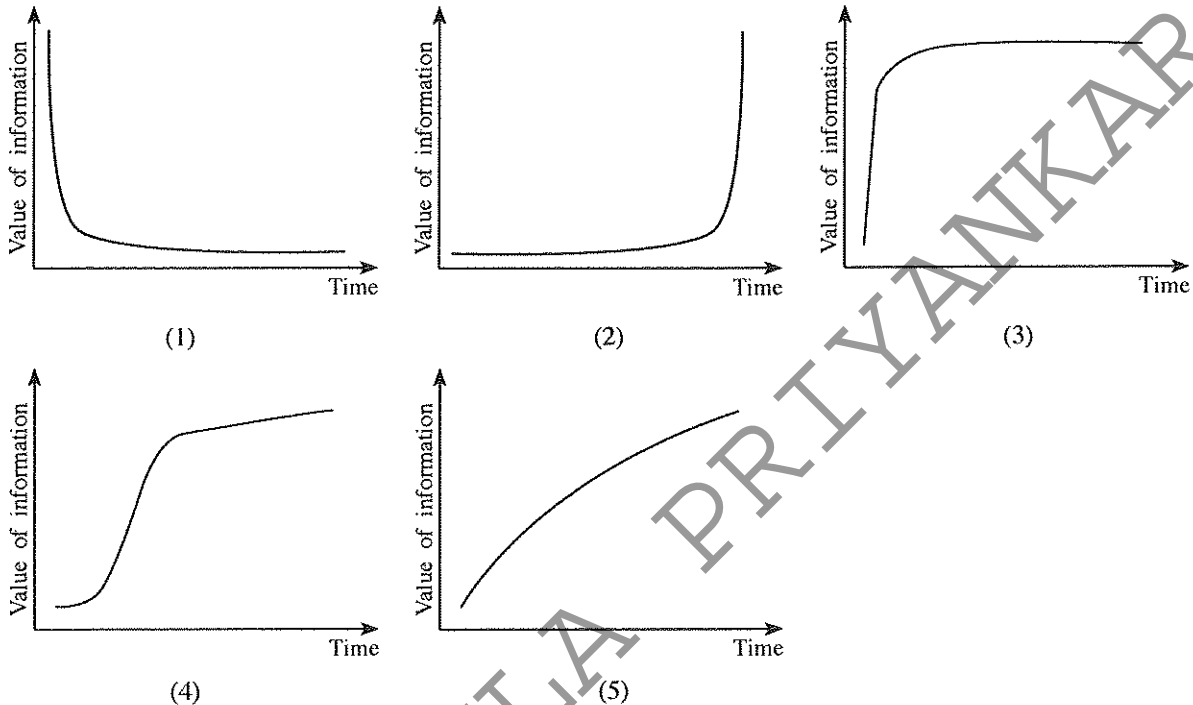 Value of information
Time
(1)
Value of information
Time
(2)
Value of information
Time
(3)
Value of information
Time
(4)
Value of information
Time
(5)
LA PRIYANKAR